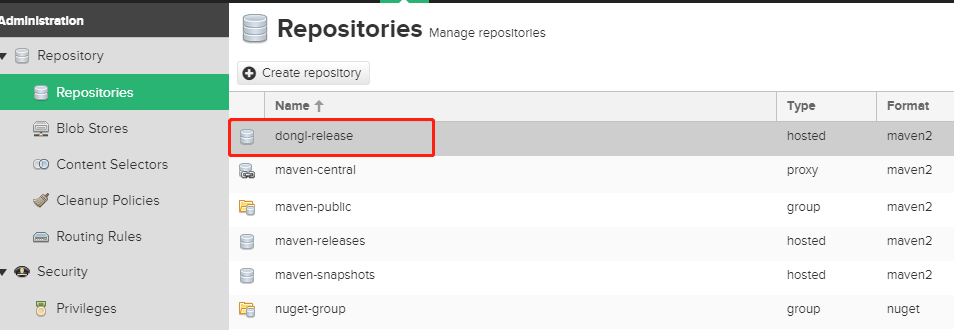 Administration
Repositories Manage repositories
Repository
Repositories
Blob Stores
Content Selectors
Cleanup Policies
Routing Rules
Security
Privileges
Create repository
Name Type Format
dongl-release hosted maven2
maven-central proxy maven2
maven-public group maven2
maven-releases hosted maven2
maven-snapshots hosted maven2
nuget-group group nuget